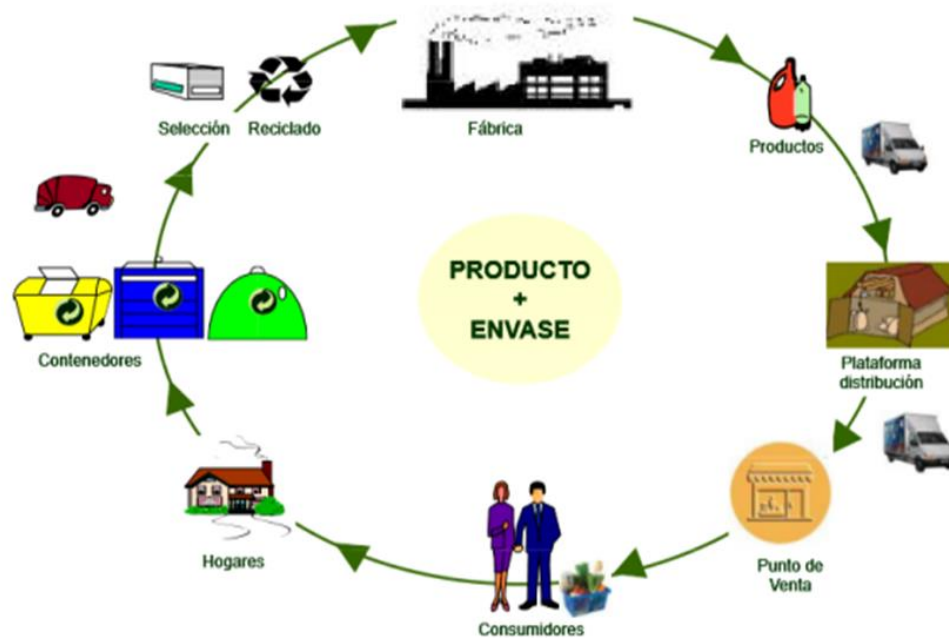 Selección
Reciclado
Fábrica
Productos
PRODUCTO
+
ENVASE
Contenedores
Plataforma
distribución
Hogares
Punto de
Venta
Consumidores